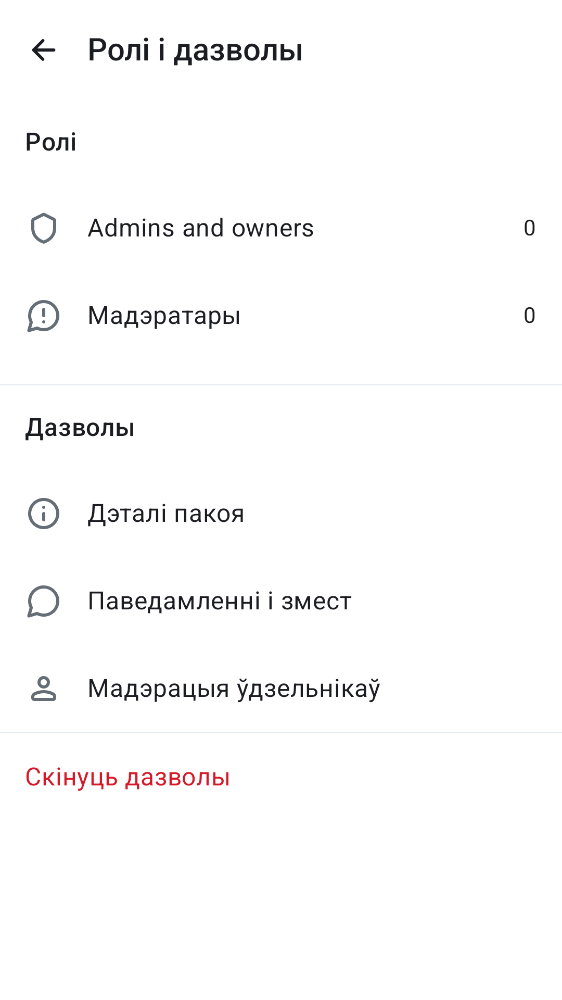 Ролі і дазволы
Ролі
Admins and owners 0
Мадэратары 0
Дазволы
Дэталі пакоя
Паведамленні і змест
Мадэрацыя ўдзельнікаў
Скінуць дазволы